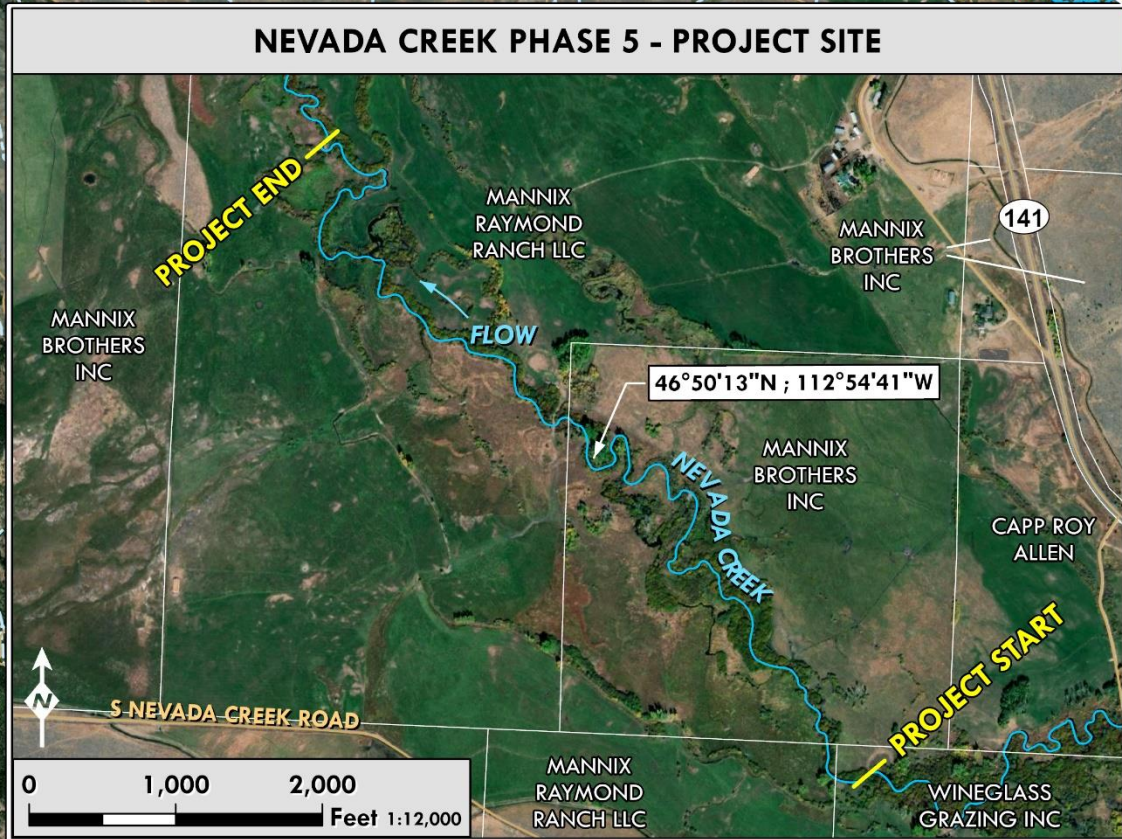 NEVADA CREEK PHASE 5 - PROJECT SITE
PROJECT END
MANNIX
RAYMOND
RANCH LLC
MANNIX
BROTHERS
INC
141
MANNIX
BROTHERS
INC
FLOW
46°50'13"N ; 112°54'41"W
NEVADA CREEK
MANNIX
BROTHERS
INC
CAPP ROY
ALLEN
PROJECT START
N
S NEVADA CREEK ROAD
0 1,000 2,000
Feet 1:12,000
MANNIX
RAYMOND
RANCH LLC
WINEGLASS
GRAZING INC